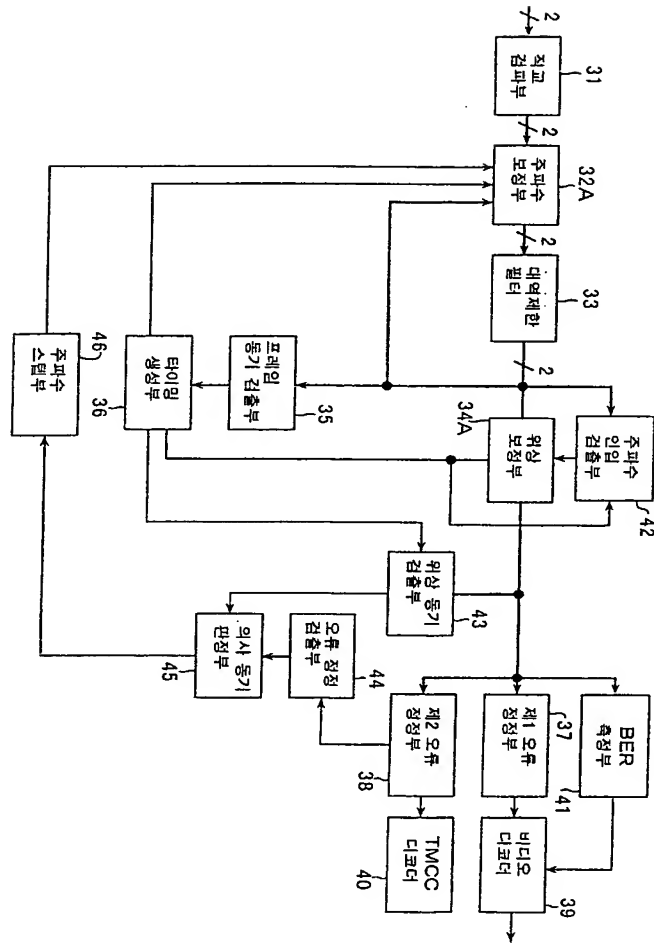 2
직교
검파부
31
2
주파수
보정부
32A
2
대역제한
필터
33
2
주파수
인입
검출부
42
위상
보정부
34A
프레임
동기 검출부
35
타이밍
생성부
36
주파수
스텝부
46
위상 동기
검출부
43
오류 정정
검출부
44
의사 동기
판정부
45
BER
측정부
41
제1 오류
정정부
37
제2 오류
정정부
38
비디오
디코더
39
TMCC
디코더
40